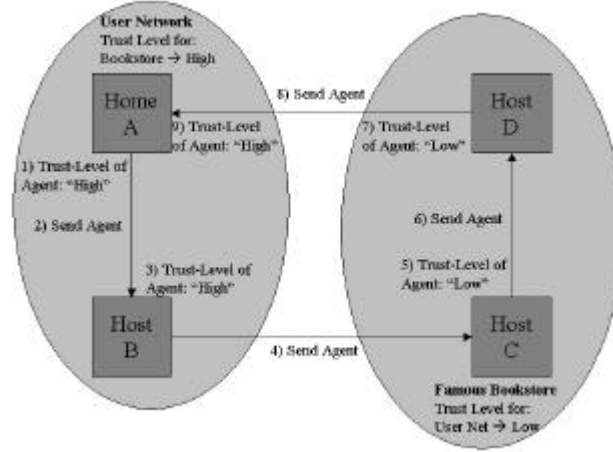 User Network
Trust Level for:
Bookstore → High
Home
A
8) Send Agent
Host
D
9) Trust-Level
of Agent: "High"
7) Trust-Level
of Agent: "Low"
1) Trust-Level of
Agent: "High"
2) Send Agent
6) Send Agent
3) Trust-Level of
Agent: "High"
5) Trust-Level of
Agent: "Low"
Host
B
4) Send Agent
Host
C
Famous Bookstore
Trust Level for:
User Net → Low